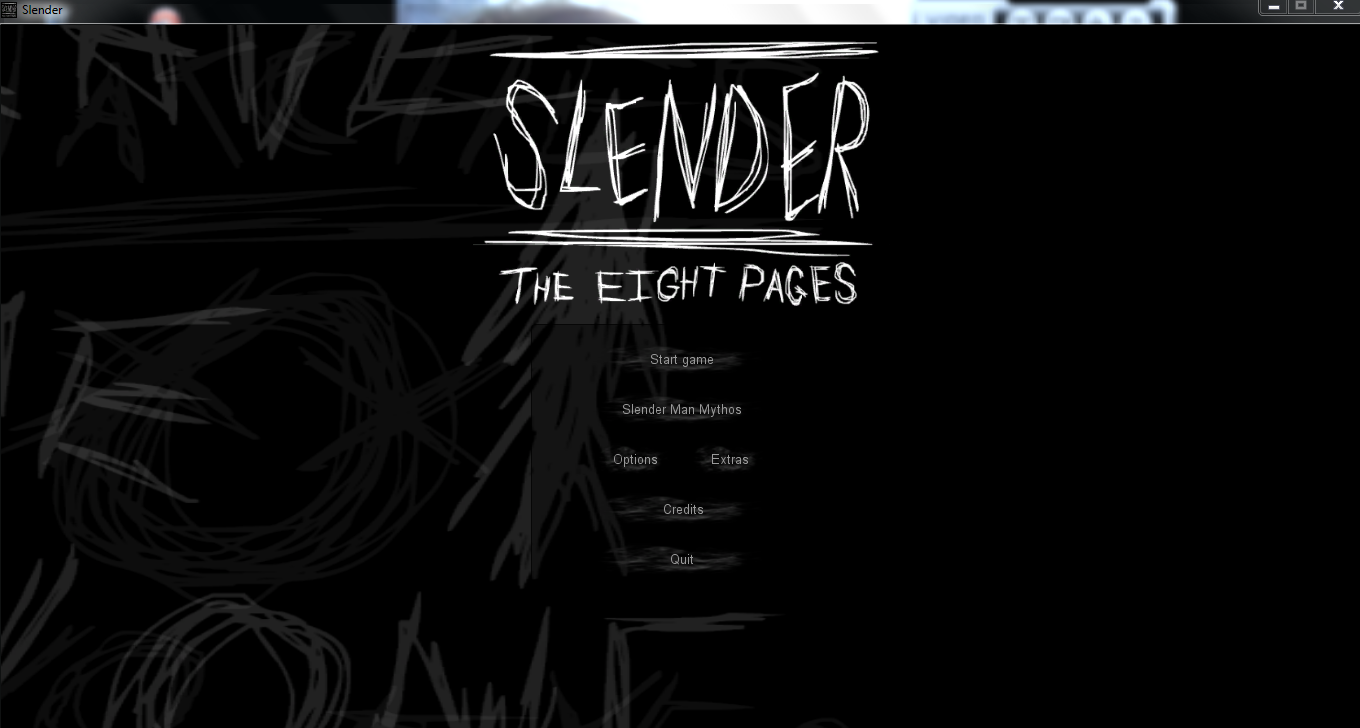 Slender
SLENDER
THE EIGHT PAGES
Start game
Slender Man Mythos
Options Extras
Credits
Quit